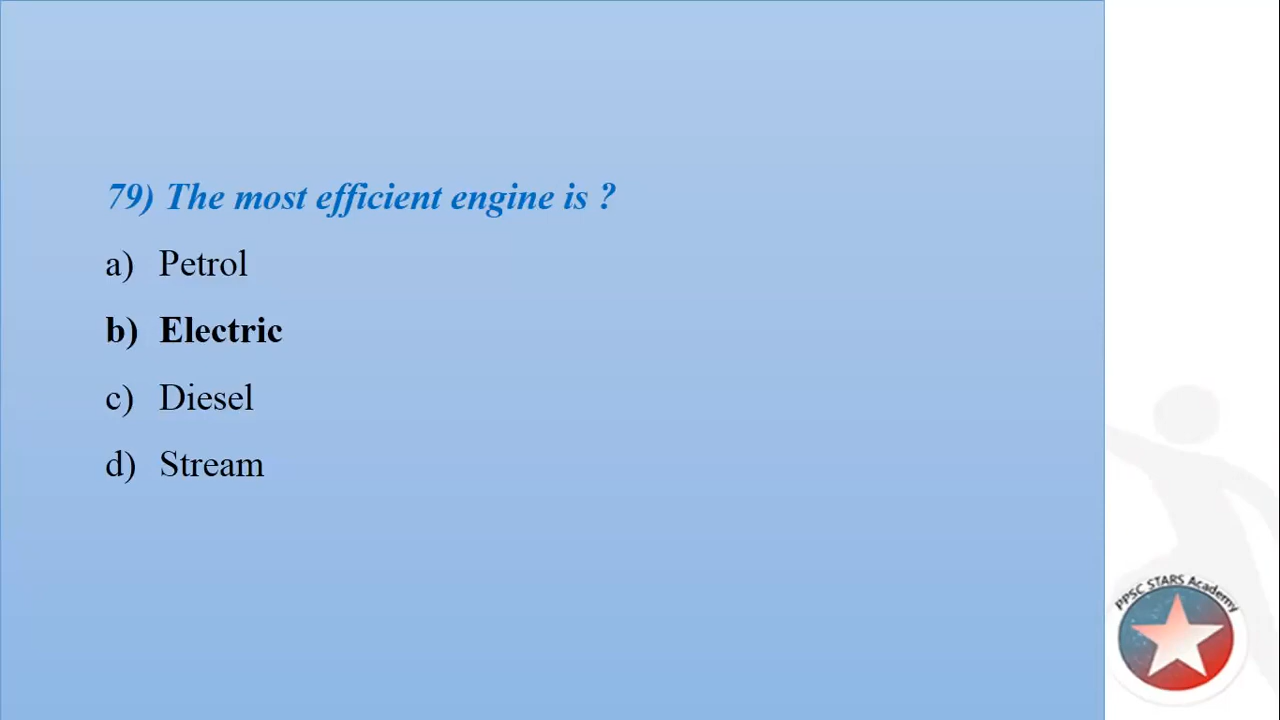 79) The most efficient engine is ?
a) Petrol
b) Electric
c) Diesel
d) Stream
PPSC STARS Academy